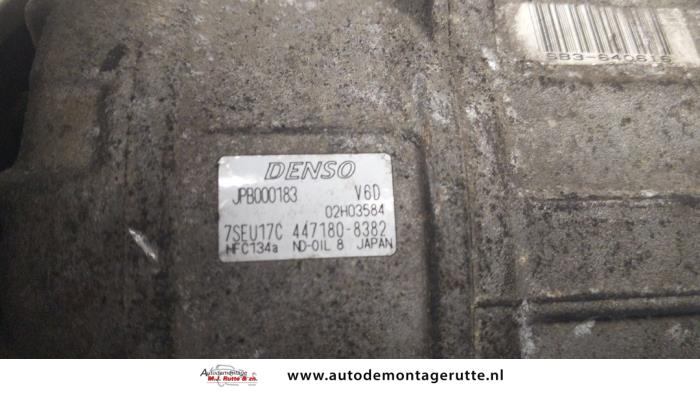 SB3-640616
DENSO
JPB000183 V6D
02H03584
7SEU17C 447180-8382
HFC134a ND-OIL 8 JAPAN
Autodemontage
M.J. Rutte & zn.
www.autodemontagerutte.nl